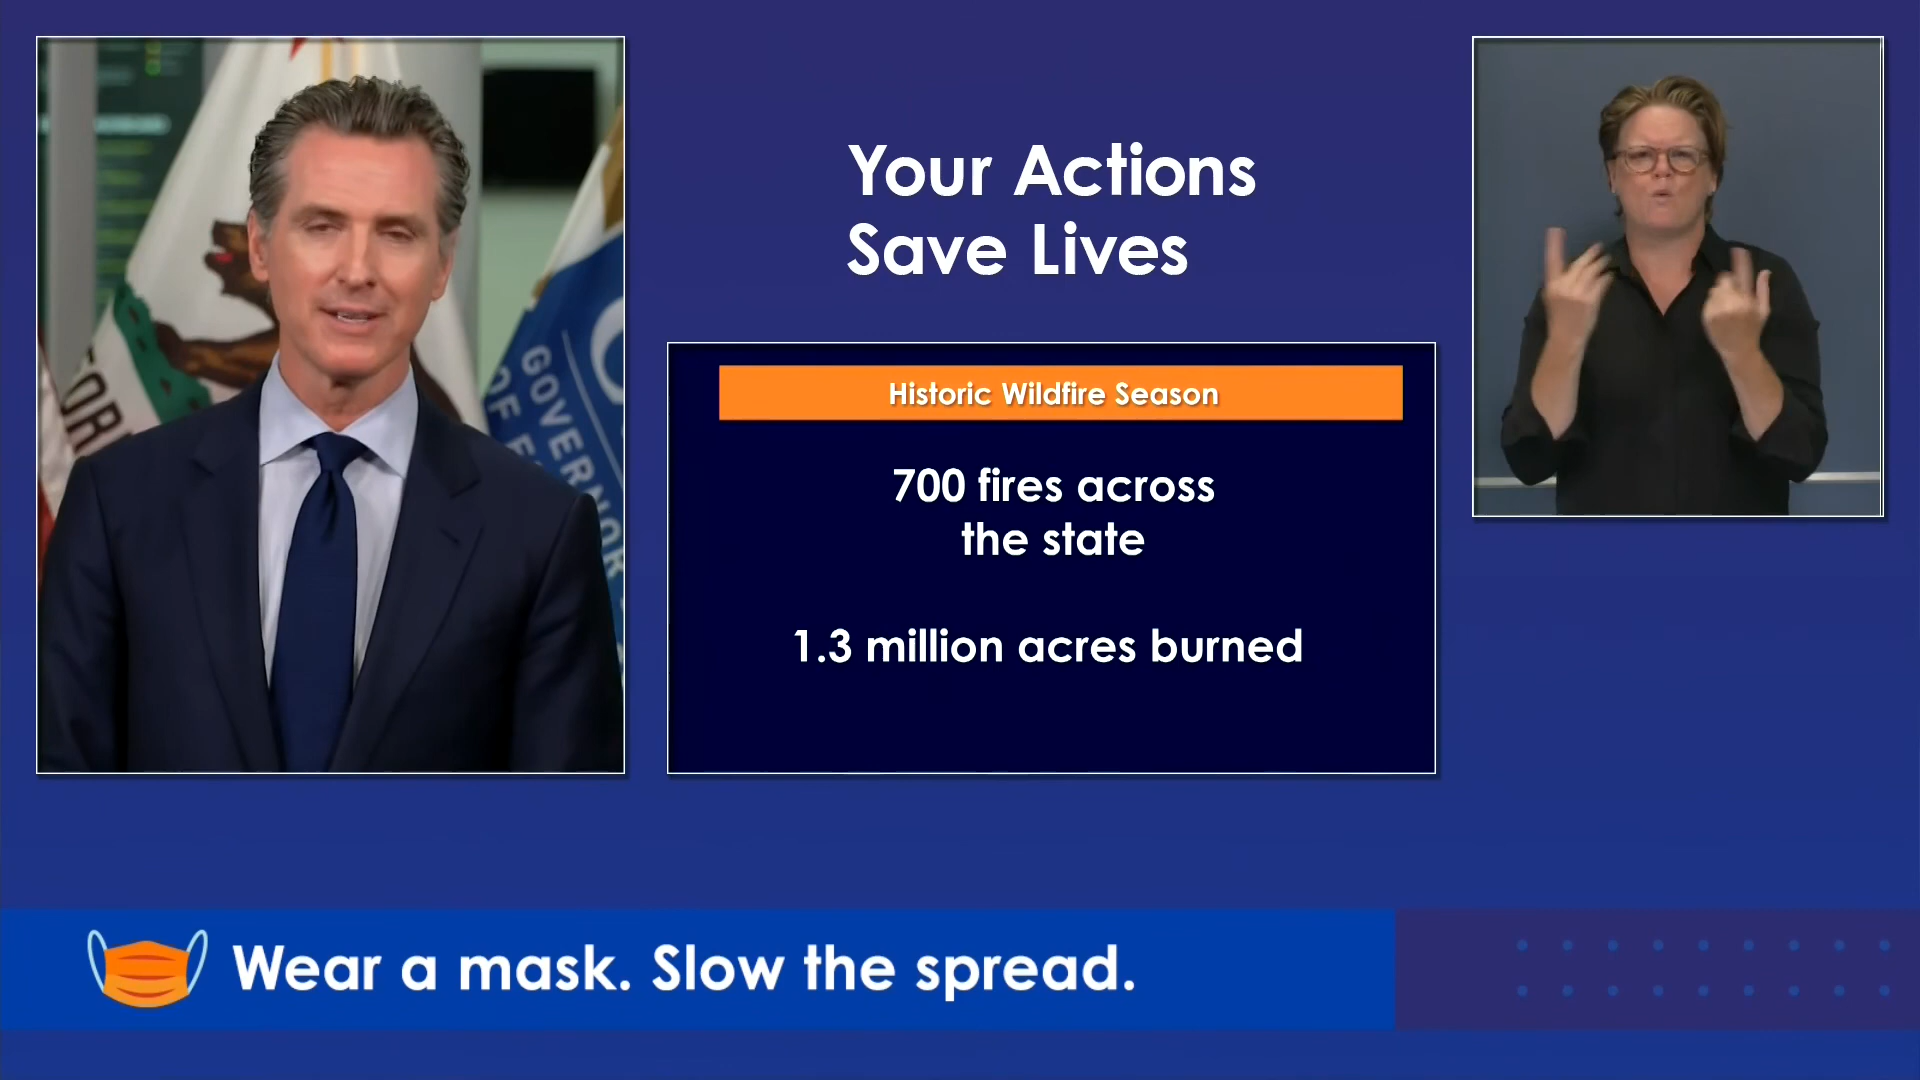 Your Actions
Save Lives
Historic Wildfire Season
700 fires across
the state
1.3 million acres burned
GOVERNOR
Wear a mask. Slow the spread.